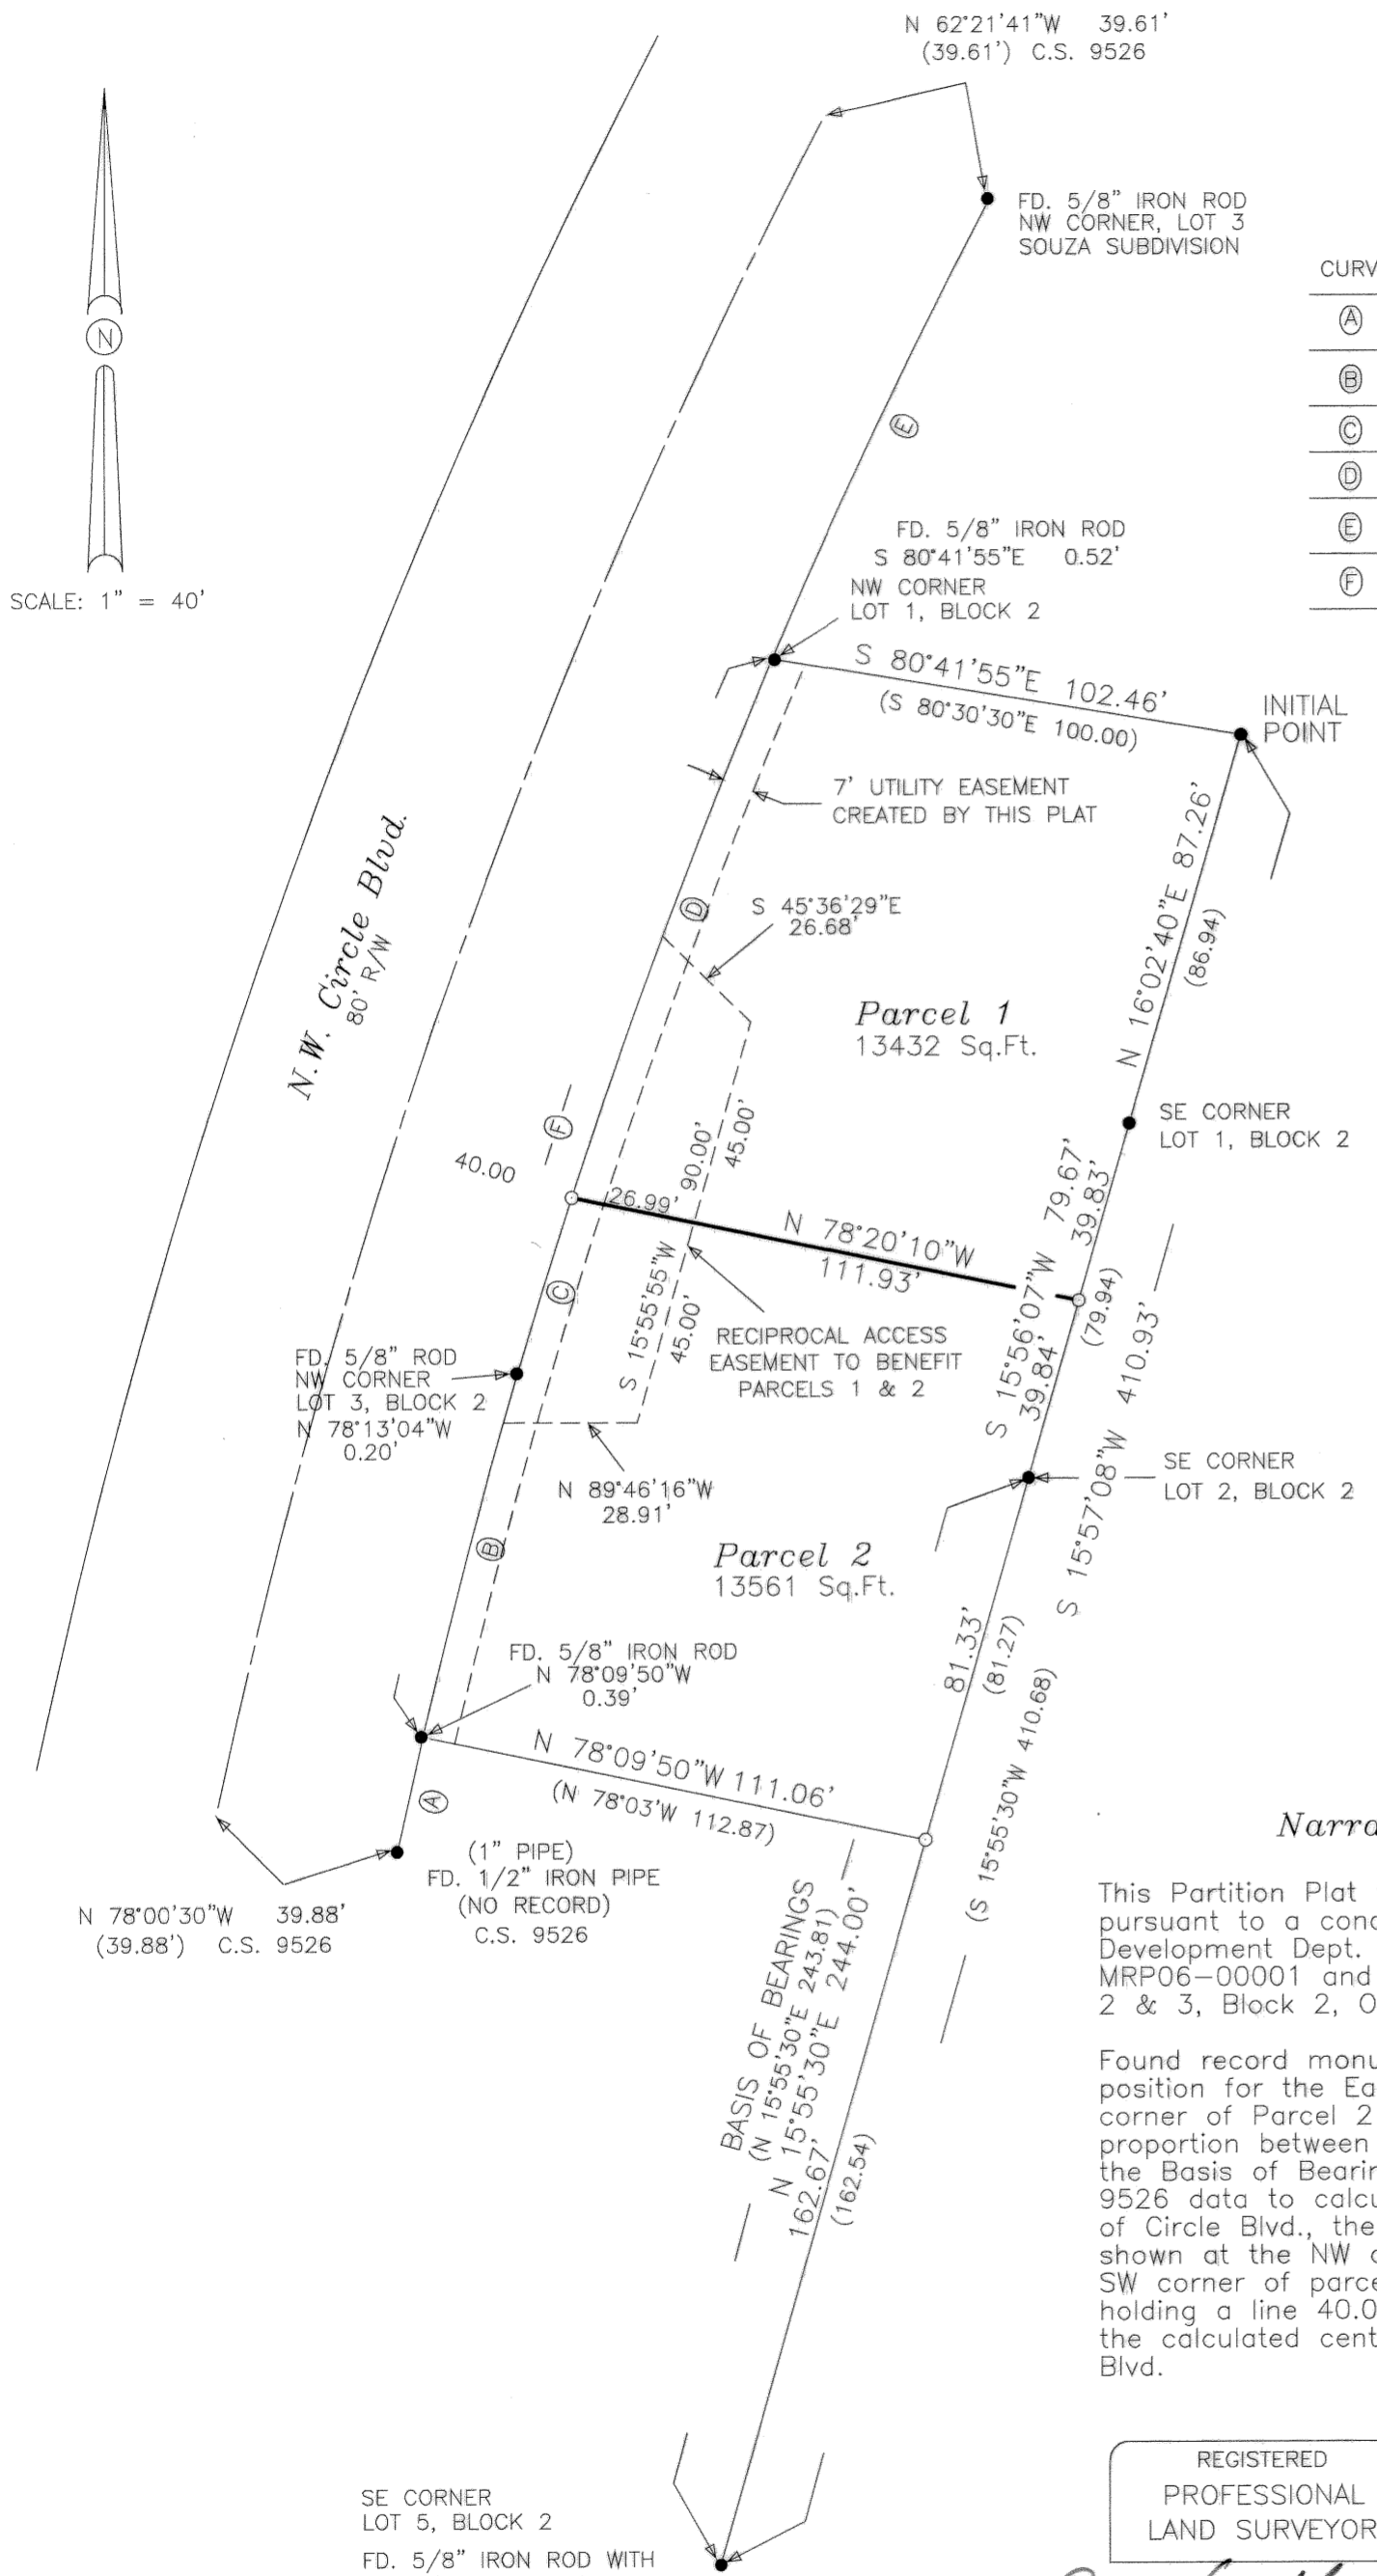 N 62°21'41"W 39.61'
(39.61') C.S. 9526
N
SCALE: 1" = 40'
FD. 5/8" IRON ROD
NW CORNER, LOT 3
SOUZA SUBDIVISION
CURV
A
B
C
D
E
F
E
FD. 5/8" IRON ROD
S 80°41'55"E 0.52'
NW CORNER
LOT 1, BLOCK 2
S 80°41'55"E 102.46'
(S 80°30'30"E 100.00)
INITIAL
POINT
7' UTILITY EASEMENT
CREATED BY THIS PLAT
N.W. Circle Blvd.
80' R/W
D
S 45°36'29"E
26.68'
Parcel 1
13432 Sq.Ft.
N 16°02'40"E 87.26'
(86.94)
SE CORNER
LOT 1, BLOCK 2
F
40.00
26.99'
90.00'
45.00'
N 78°20'10"W
111.93'
S 15°56'07"W 79.67'
39.83'
(79.94)
39.84'
C
S 15°55'55"W
45.00'
RECIPROCAL ACCESS
EASEMENT TO BENEFIT
PARCELS 1 & 2
FD. 5/8" ROD
NW CORNER
LOT 3, BLOCK 2
N 78°13'04"W
0.20'
S 15°57'08"W 410.93'
(S 15°55'30"W 410.68)
N 89°46'16"W
28.91'
SE CORNER
LOT 2, BLOCK 2
B
Parcel 2
13561 Sq.Ft.
81.33'
(81.27)
FD. 5/8" IRON ROD
N 78°09'50"W
0.39'
N 78°09'50"W 111.06'
(N 78°03'W 112.87)
A
(1" PIPE)
FD. 1/2" IRON PIPE
(NO RECORD)
C.S. 9526
N 78°00'30"W 39.88'
(39.88') C.S. 9526
BASIS OF BEARINGS
(N 15°55'30"E 243.81)
N 15°55'30"E 244.00'
162.67'
(162.54)
Narra
This Partition Plat
pursuant to a cond
Development Dept.
MRP06-00001 and
2 & 3, Block 2, O
Found record monu
position for the Ea
corner of Parcel 2
proportion between
the Basis of Bearin
9526 data to calcu
of Circle Blvd., the
shown at the NW c
SW corner of parce
holding a line 40.0
the calculated cent
Blvd.
REGISTERED
PROFESSIONAL
LAND SURVEYOR
SE CORNER
LOT 5, BLOCK 2
FD. 5/8" IRON ROD WITH